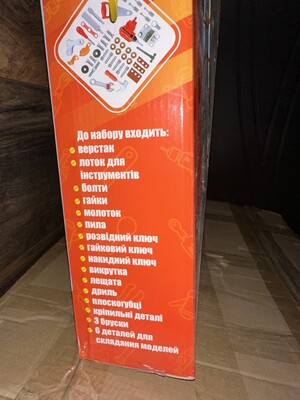 До набору входить:
верстак
лоток для
інструментів
болти
гайки
молоток
пила
розвідний ключ
гайковий ключ
накидний ключ
викрутка
лещата
дриль
плоскогубці
кріпильні деталі
3 бруски
6 деталей для
складання моделей